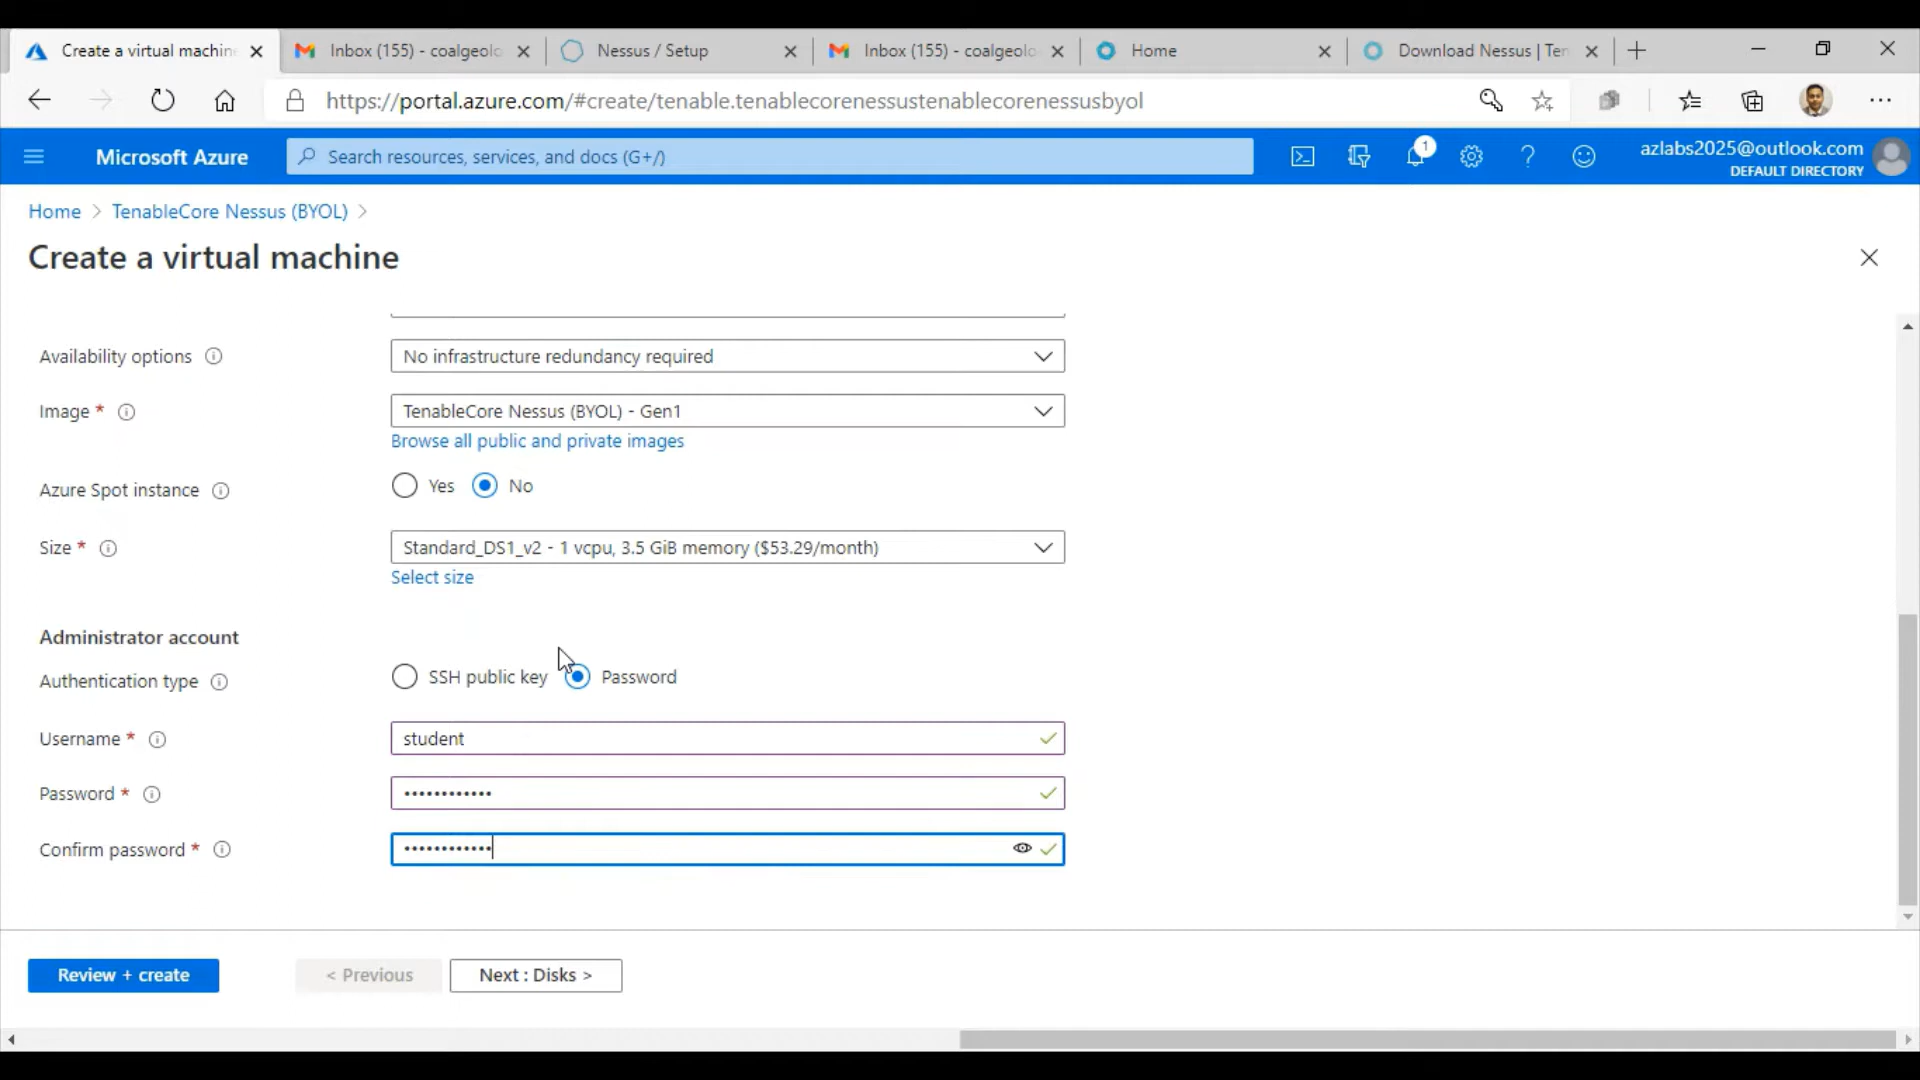 Create a virtual machine
Inbox (155) - coalgeolo
Nessus / Setup
Inbox (155) - coalgeolo
Home
Download Nessus | Ten
https://portal.azure.com/#create/tenable.tenablecorenessustenablecorenessusbyol
Microsoft Azure
Search resources, services, and docs (G+/)
1
azlabs2025@outlook.com
DEFAULT DIRECTORY
Home > TenableCore Nessus (BYOL) >
Create a virtual machine
Availability options
No infrastructure redundancy required
Image *
TenableCore Nessus (BYOL) - Gen1
Browse all public and private images
Azure Spot instance
Yes No
Size *
Standard_DS1_v2 - 1 vcpu, 3.5 GiB memory ($53.29/month)
Select size
Administrator account
Authentication type
SSH public key Password
Username *
student
Password *
••••••••••••
Confirm password *
••••••••••••
Review + create
< Previous
Next : Disks >